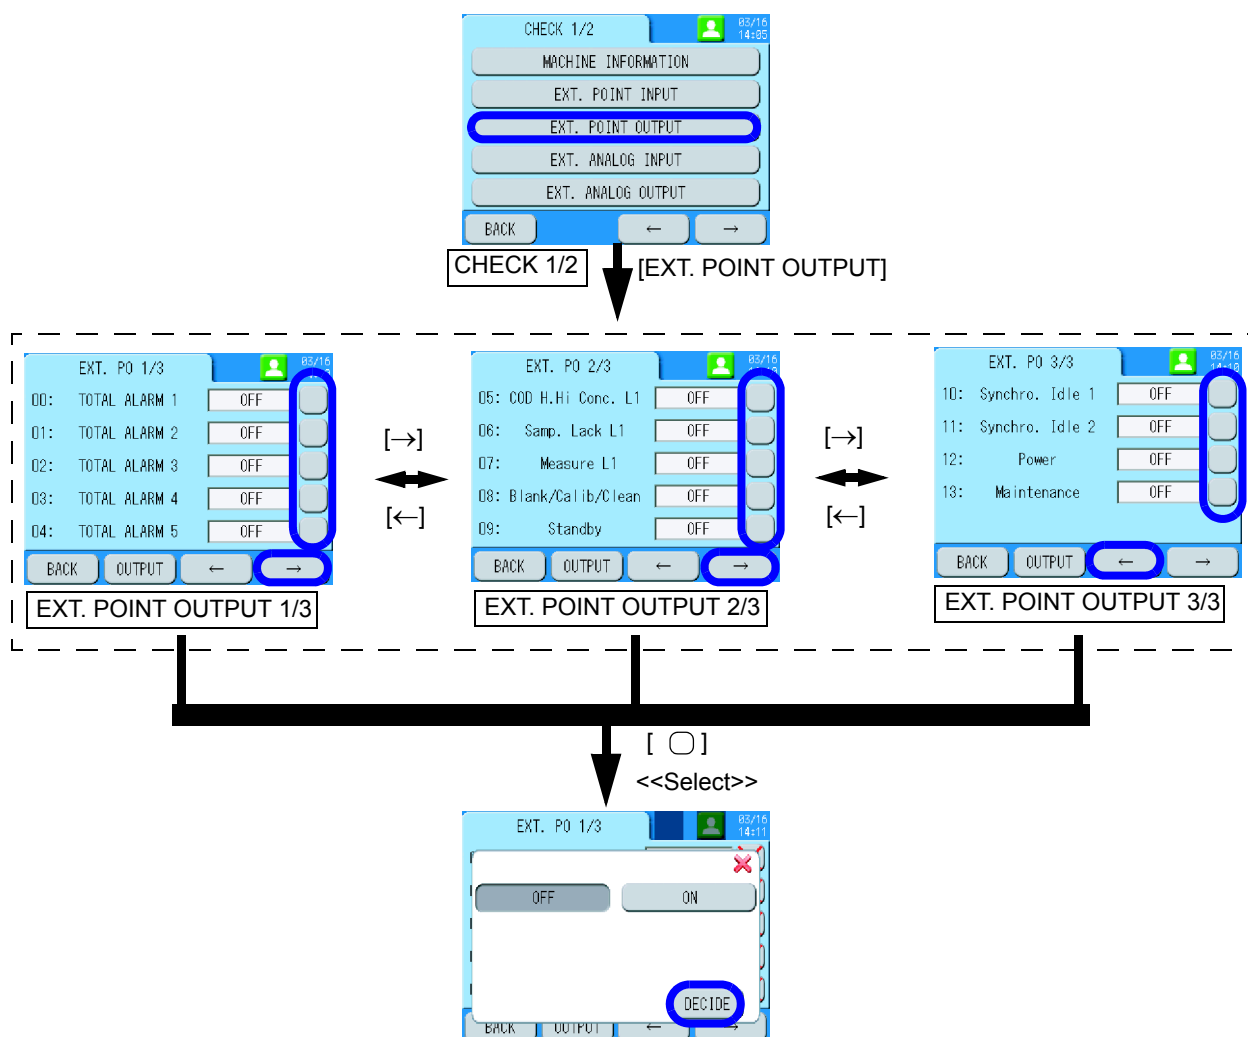 CHECK 1/2
03/16
14:05
MACHINE INFORMATION
EXT. POINT INPUT
EXT. POINT OUTPUT
EXT. ANALOG INPUT
EXT. ANALOG OUTPUT
BACK ← →
CHECK 1/2
[EXT. POINT OUTPUT]
EXT. PO 1/3
03/16
00: TOTAL ALARM 1 OFF
01: TOTAL ALARM 2 OFF
02: TOTAL ALARM 3 OFF
03: TOTAL ALARM 4 OFF
04: TOTAL ALARM 5 OFF
BACK OUTPUT ← →
EXT. POINT OUTPUT 1/3
[→]
[←]
EXT. PO 2/3
03/16
05: COD H.Hi Conc. L1 OFF
06: Samp. Lack L1 OFF
07: Measure L1 OFF
08: Blank/Calib/Clean OFF
09: Standby OFF
BACK OUTPUT ← →
EXT. POINT OUTPUT 2/3
[→]
[←]
EXT. PO 3/3
03/16
14:10
10: Synchro. Idle 1 OFF
11: Synchro. Idle 2 OFF
12: Power OFF
13: Maintenance OFF
BACK OUTPUT ← →
EXT. POINT OUTPUT 3/3
[ ]
<<Select>>
EXT. PO 1/3
03/16
14:11
OFF ON
DECIDE
BACK OUTPUT ← →